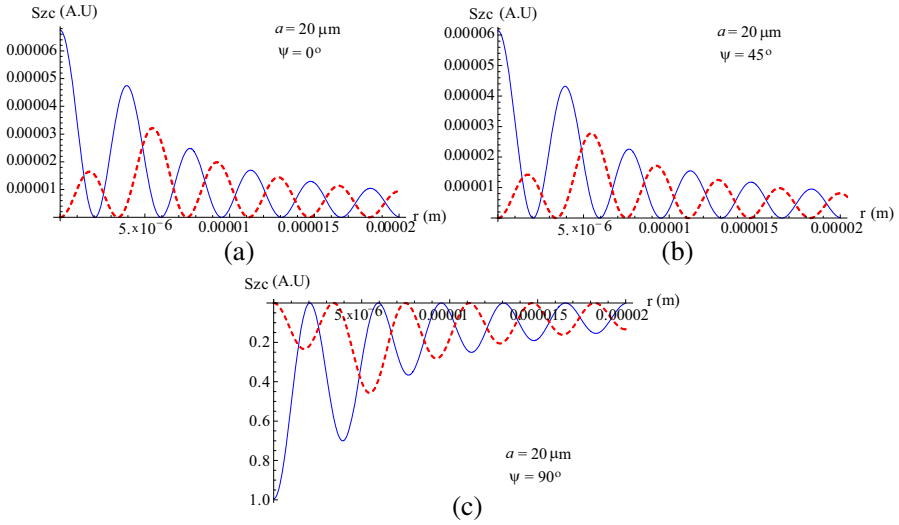 Szc (A.U)
a = 20 μm
ψ = 0°
0.00006
0.00005
0.00004
0.00003
0.00002
0.00001
5.×10⁻⁶ 0.00001 0.000015 0.00002
r (m)
(a)
Szc (A.U)
a = 20 μm
ψ = 45°
0.00006
0.00005
0.00004
0.00003
0.00002
0.00001
5.×10⁻⁶ 0.00001 0.000015 0.00002
r (m)
(b)
Szc (A.U)
r (m)
5.×10⁻⁶ 0.00001 0.000015 0.00002
0.2
0.4
0.6
0.8
1.0
a = 20 μm
ψ = 90°
(c)